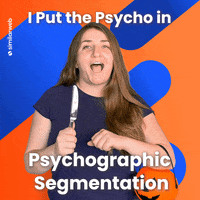 I Put the Psycho in
similarweb
Psychographic
Segmentation